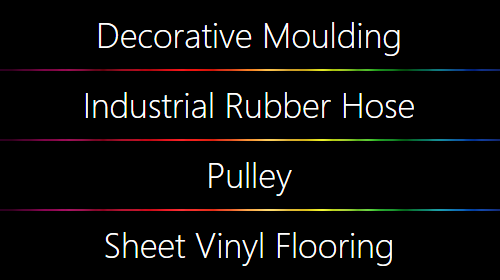 Decorative Moulding
Industrial Rubber Hose
Pulley
Sheet Vinyl Flooring